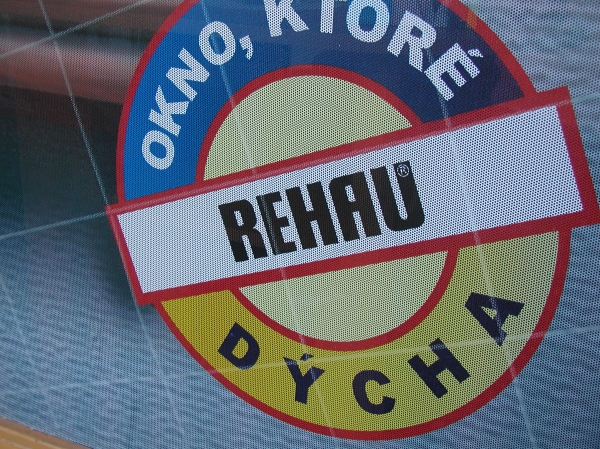 OKNO, KTORÉ
REHAU®
DÝCHA